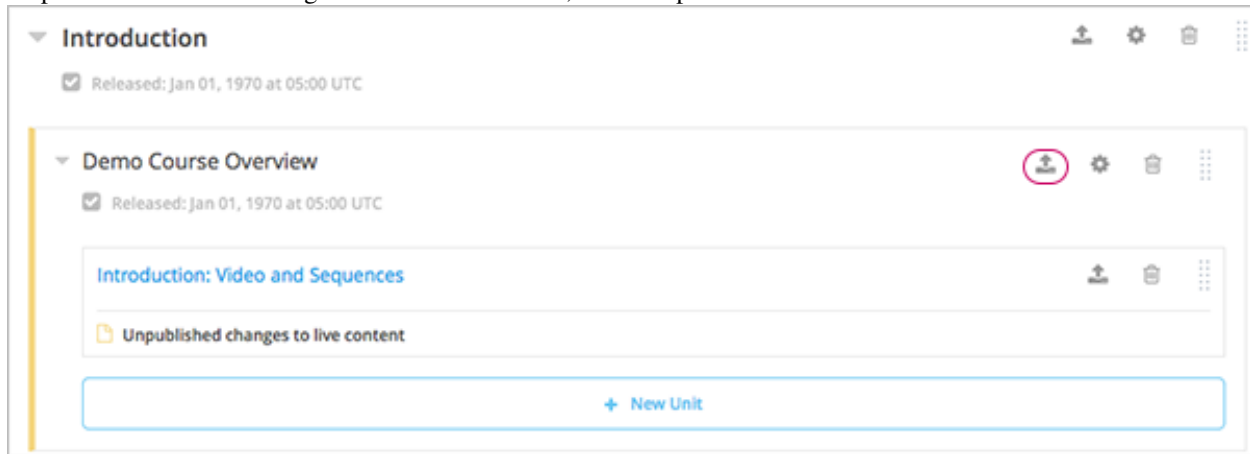 Introduction
Released: Jan 01, 1970 at 05:00 UTC
Demo Course Overview
Released: Jan 01, 1970 at 05:00 UTC
Introduction: Video and Sequences
Unpublished changes to live content
+ New Unit